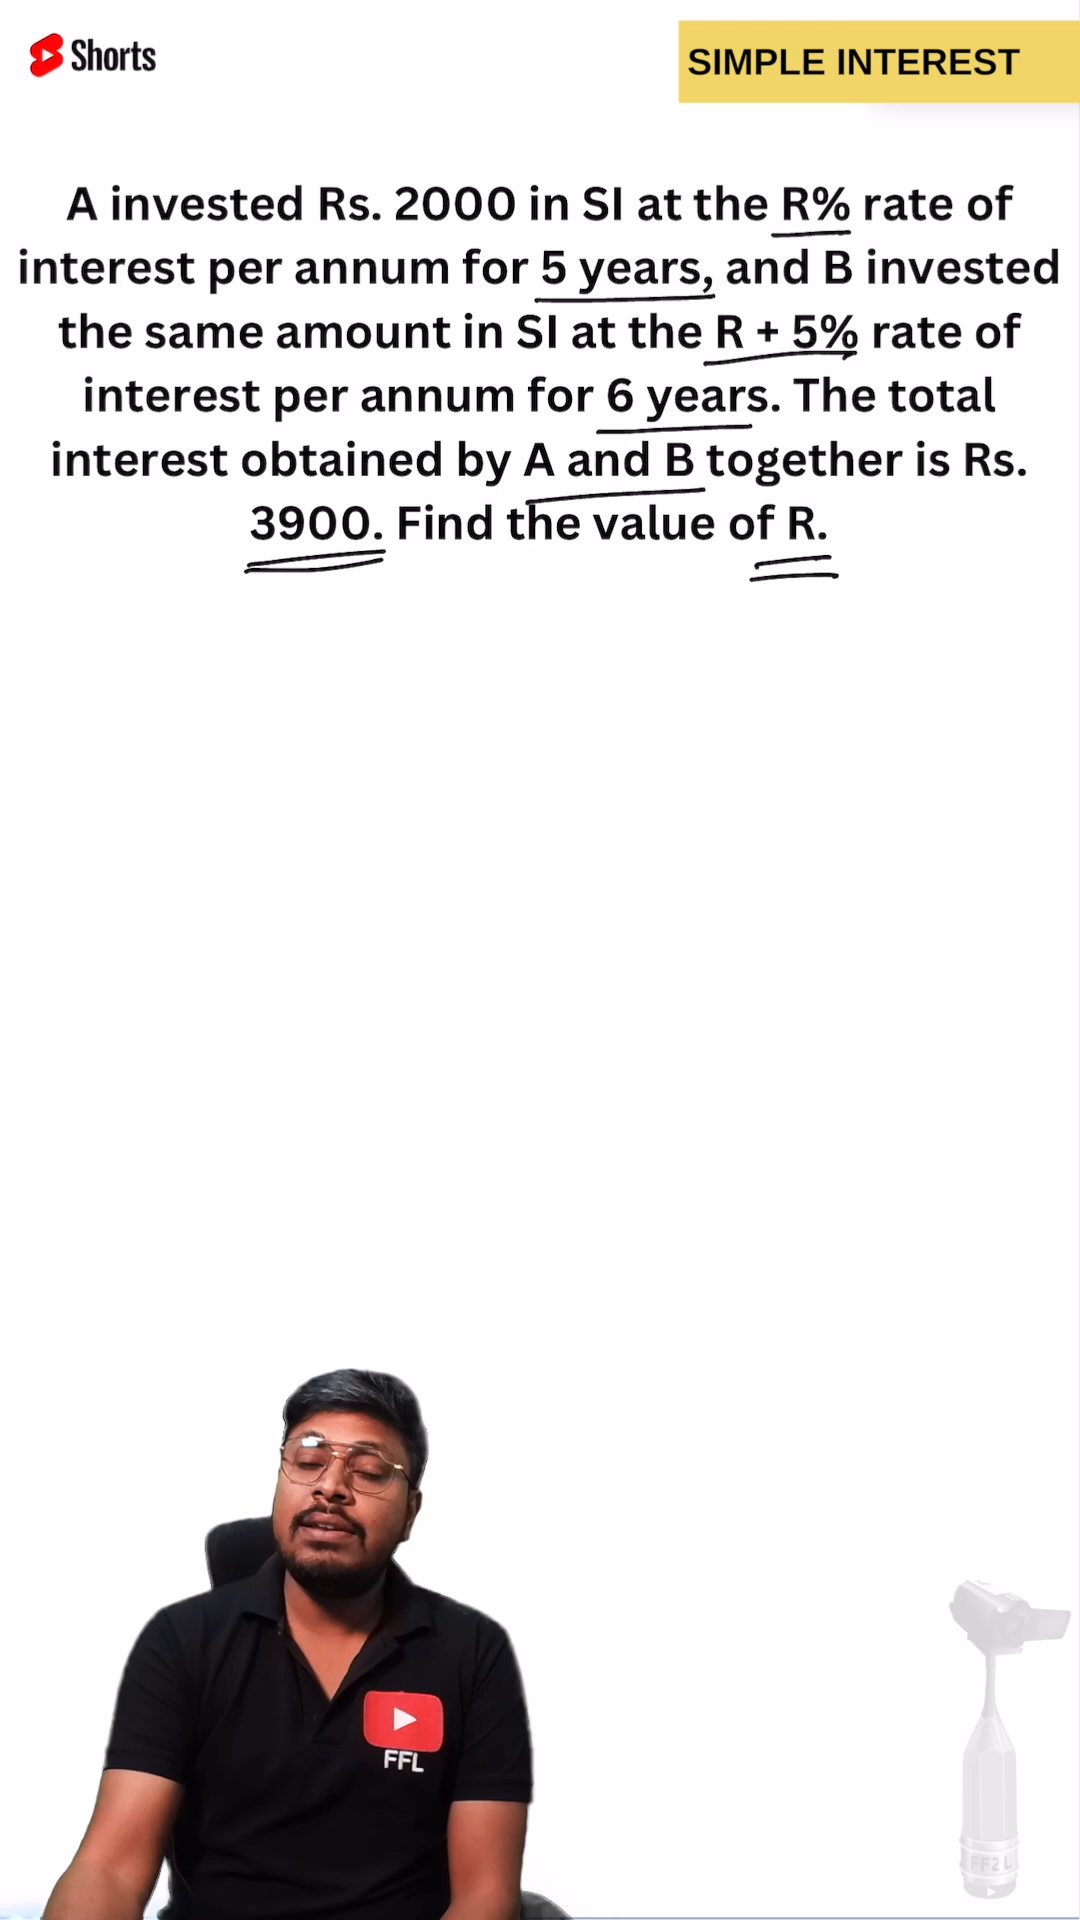 Shorts
SIMPLE INTEREST
A invested Rs. 2000 in SI at the R% rate of
interest per annum for 5 years, and B invested
the same amount in SI at the R + 5% rate of
interest per annum for 6 years. The total
interest obtained by A and B together is Rs.
3900. Find the value of R.
FFL
FF2L